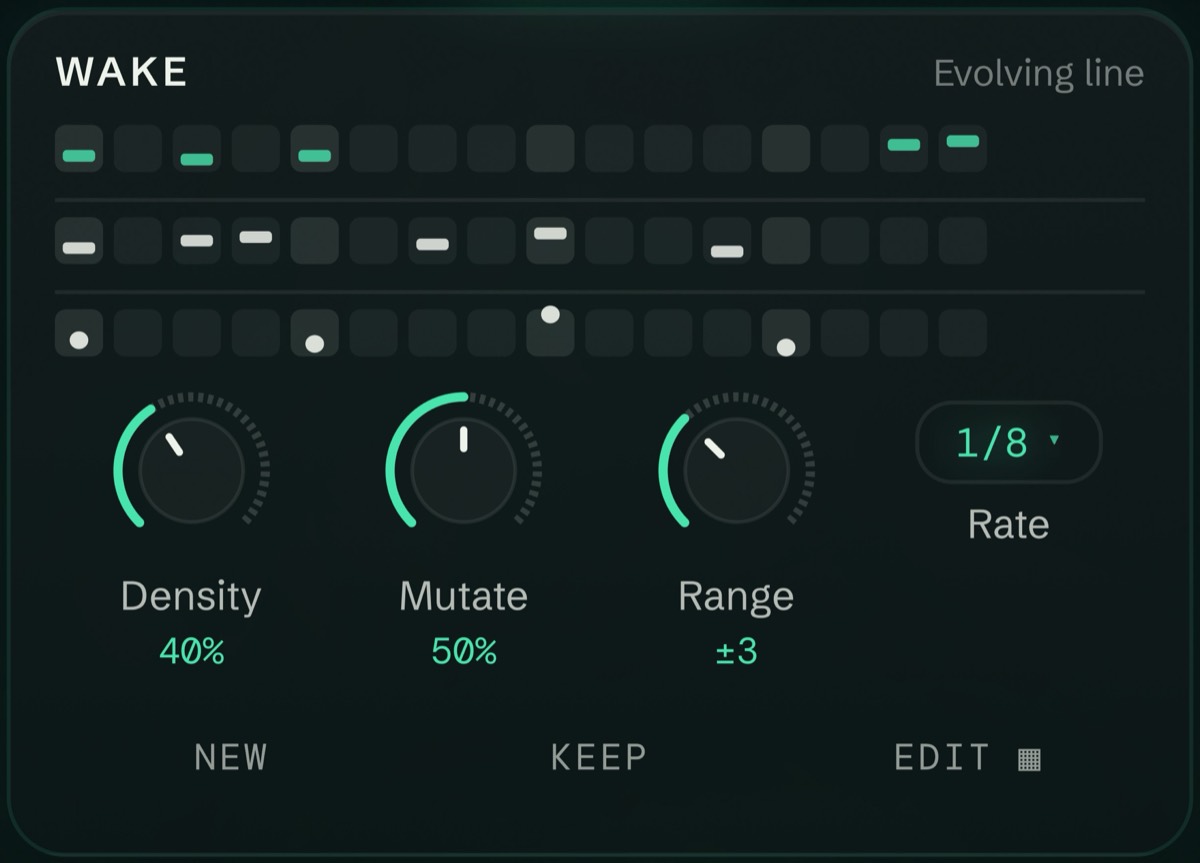 WAKE
Evolving line
1/8 ▾
Rate
Density
Mutate
Range
40%
50%
±3
NEW
KEEP
EDIT ▦